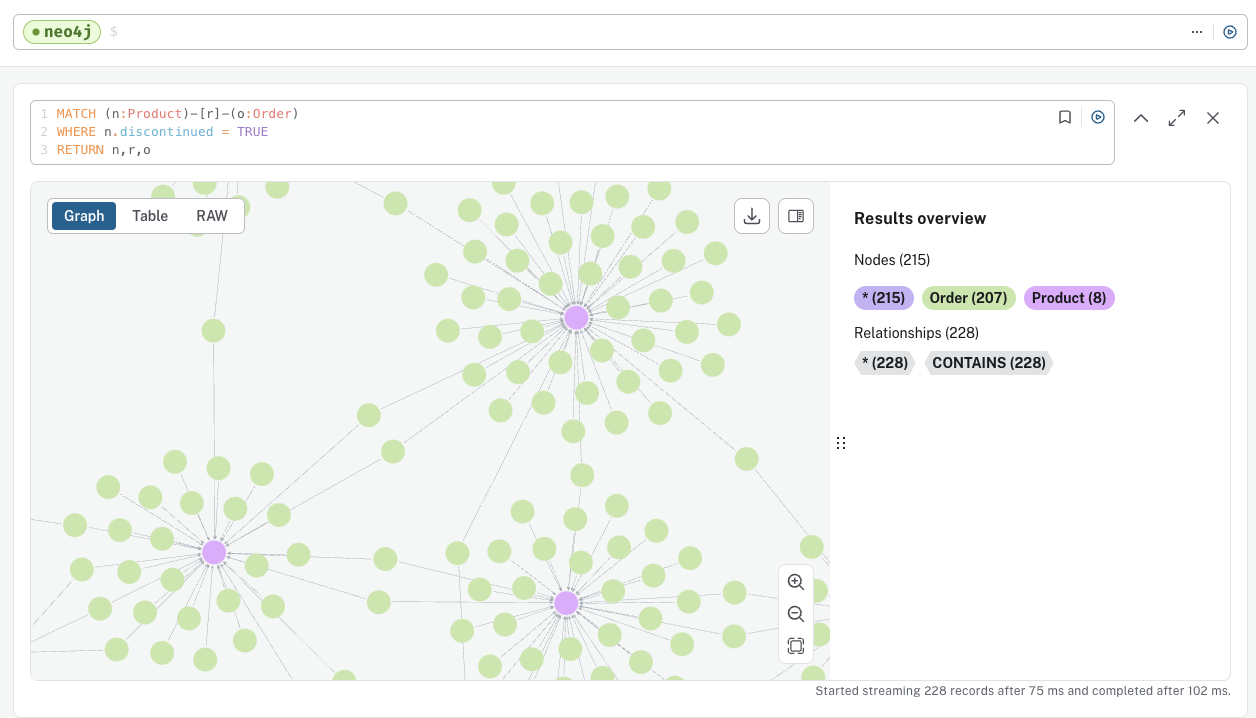 neo4j $
1 MATCH (n:Product)-[r]-(o:Order)
2 WHERE n.discontinued = TRUE
3 RETURN n,r,o
Graph Table RAW
Results overview
Nodes (215)
* (215) Order (207) Product (8)
Relationships (228)
* (228) CONTAINS (228)
Started streaming 228 records after 75 ms and completed after 102 ms.